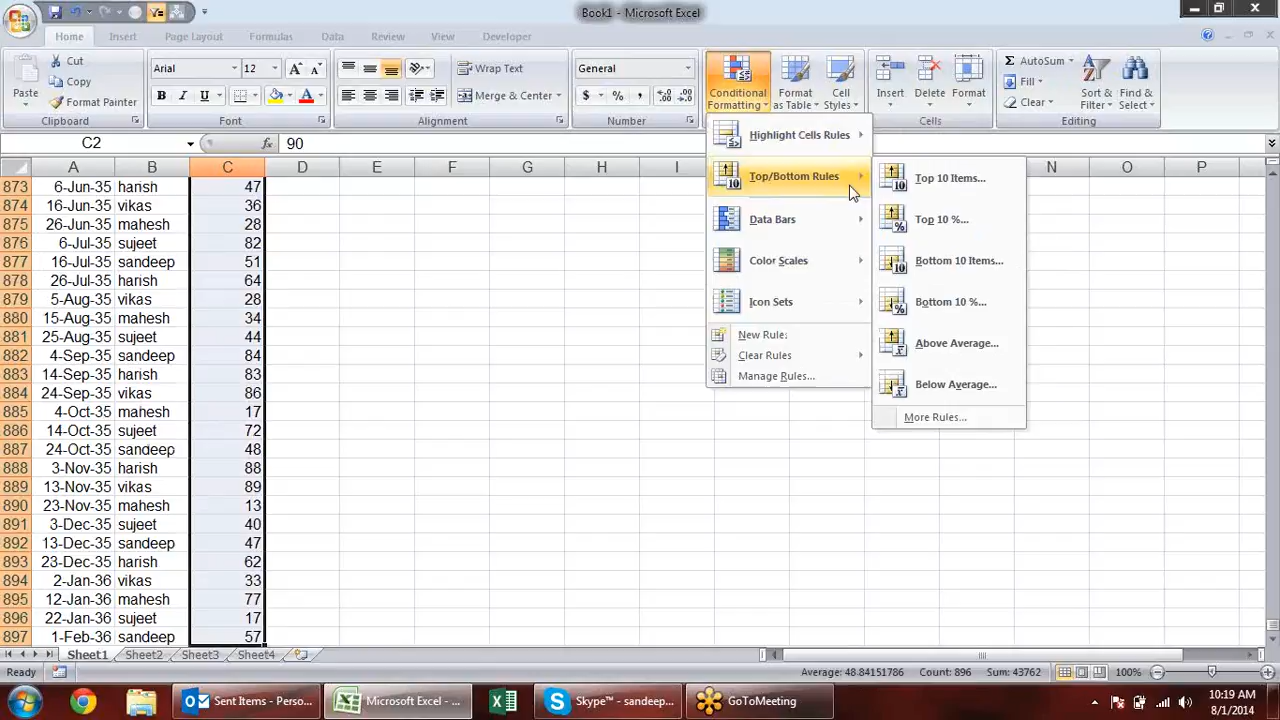 Book1 - Microsoft Excel
Home Insert Page Layout Formulas Data Review View Developer
Paste
Cut
Copy
Format Painter
Clipboard
Arial 12
B I U
Font
Wrap Text
Merge & Center
Alignment
General
$ % ,
Number
Conditional Formatting
Format as Table
Cell Styles
Insert Delete Format
Cells
AutoSum
Fill
Clear
Sort & Filter
Find & Select
Editing
C2 fx 90
A B C D E F G H I N O P
873 6-Jun-35 harish 47
874 16-Jun-35 vikas 36
875 26-Jun-35 mahesh 28
876 6-Jul-35 sujeet 82
877 16-Jul-35 sandeep 51
878 26-Jul-35 harish 64
879 5-Aug-35 vikas 28
880 15-Aug-35 mahesh 34
881 25-Aug-35 sujeet 44
882 4-Sep-35 sandeep 84
883 14-Sep-35 harish 83
884 24-Sep-35 vikas 86
885 4-Oct-35 mahesh 17
886 14-Oct-35 sujeet 72
887 24-Oct-35 sandeep 48
888 3-Nov-35 harish 88
889 13-Nov-35 vikas 89
890 23-Nov-35 mahesh 13
891 3-Dec-35 sujeet 40
892 13-Dec-35 sandeep 47
893 23-Dec-35 harish 62
894 2-Jan-36 vikas 33
895 12-Jan-36 mahesh 77
896 22-Jan-36 sujeet 17
897 1-Feb-36 sandeep 57
Highlight Cells Rules
Top/Bottom Rules
Data Bars
Color Scales
Icon Sets
New Rule:
Clear Rules
Manage Rules...
Top 10 Items...
Top 10 %...
Bottom 10 Items...
Bottom 10 %...
Above Average...
Below Average...
More Rules...
Sheet1 Sheet2 Sheet3 Sheet4
Ready Average: 48.84151786 Count: 896 Sum: 43762 100%
Sent Items - Perso... Microsoft Excel - ... Skype™ - sandeep... GoToMeeting
10:19 AM
8/1/2014